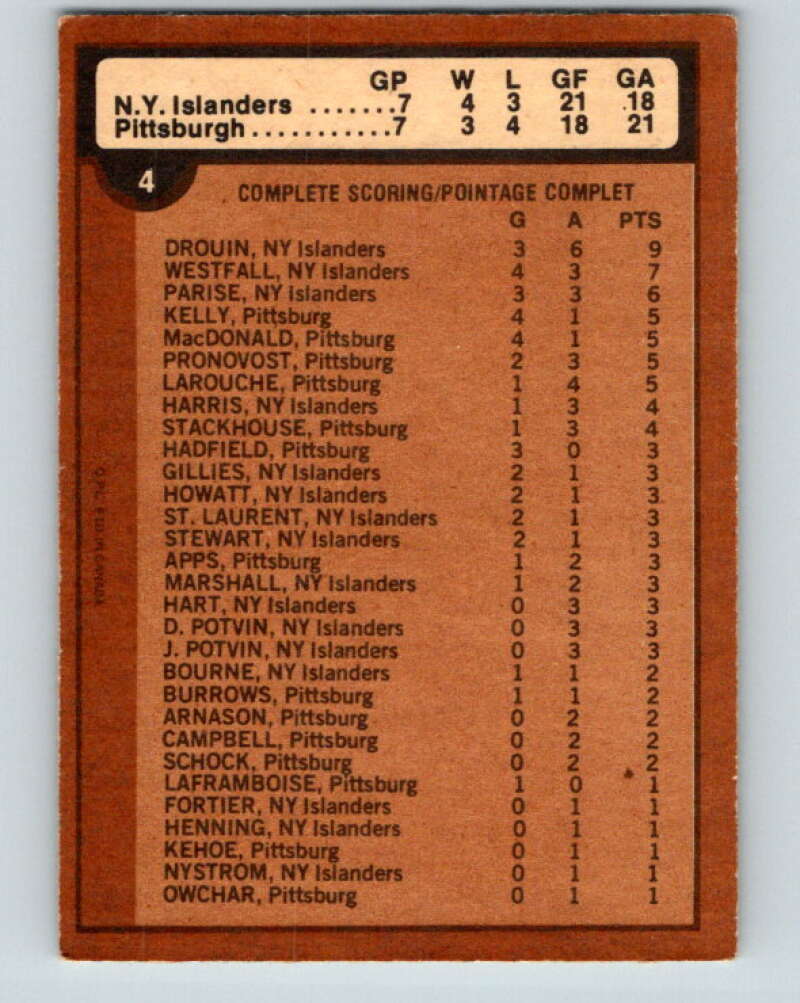 GP W L GF GA
N.Y. Islanders .......7 4 3 21 18
Pittsburgh...........7 3 4 18 21
4
COMPLETE SCORING/POINTAGE COMPLET
G A PTS
DROUIN, NY Islanders 3 6 9
WESTFALL, NY Islanders 4 3 7
PARISE, NY Islanders 3 3 6
KELLY, Pittsburg 4 1 5
MacDONALD, Pittsburg 4 1 5
PRONOVOST, Pittsburg 2 3 5
LAROUCHE, Pittsburg 1 4 5
HARRIS, NY Islanders 1 3 4
STACKHOUSE, Pittsburg 1 3 4
HADFIELD, Pittsburg 3 0 3
GILLIES, NY Islanders 2 1 3
HOWATT, NY Islanders 2 1 3
ST. LAURENT, NY Islanders 2 1 3
STEWART, NY Islanders 2 1 3
APPS, Pittsburg 1 2 3
MARSHALL, NY Islanders 1 2 3
HART, NY Islanders 0 3 3
D. POTVIN, NY Islanders 0 3 3
J. POTVIN, NY Islanders 0 3 3
BOURNE, NY Islanders 1 1 2
BURROWS, Pittsburg 1 1 2
ARNASON, Pittsburg 0 2 2
CAMPBELL, Pittsburg 0 2 2
SCHOCK, Pittsburg 0 2 2
LAFRAMBOISE, Pittsburg 1 0 1
FORTIER, NY Islanders 0 1 1
HENNING, NY Islanders 0 1 1
KEHOE, Pittsburg 0 1 1
NYSTROM, NY Islanders 0 1 1
OWCHAR, Pittsburg 0 1 1